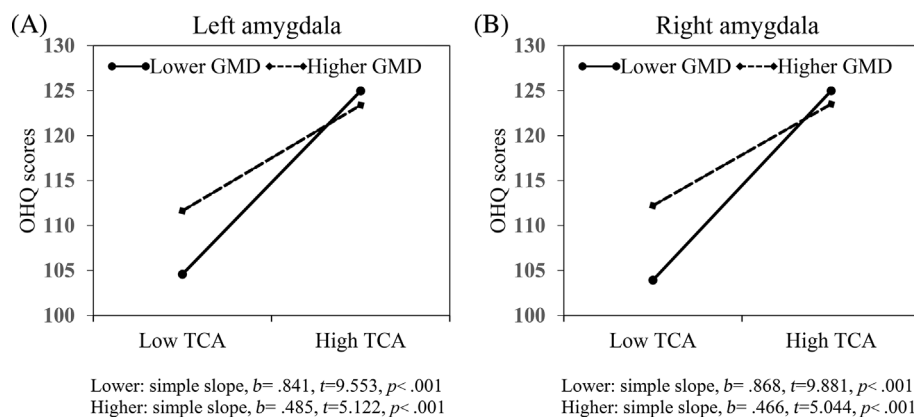 (A)
Left amygdala
130
125
120
115
110
105
100
OHQ scores
Lower GMD
Higher GMD
Low TCA
High TCA
Lower: simple slope, b= .841, t=9.553, p< .001
Higher: simple slope, b= .485, t=5.122, p< .001
(B)
Right amygdala
130
125
120
115
110
105
100
OHQ scores
Lower GMD
Higher GMD
Low TCA
High TCA
Lower: simple slope, b= .868, t=9.881, p< .001
Higher: simple slope, b= .466, t=5.044, p< .001